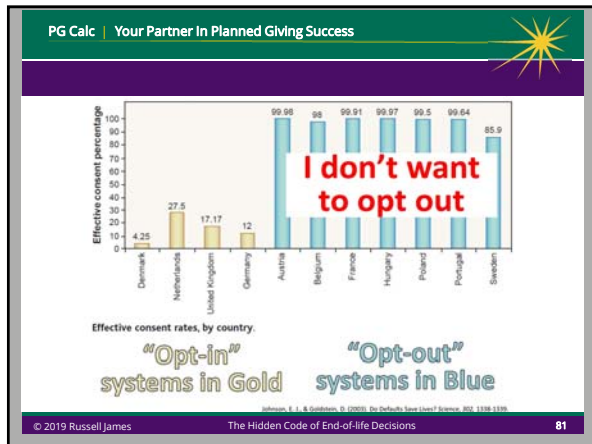 PG Calc | Your Partner in Planned Giving Success
Effective consent percentage
100
90
80
70
60
50
40
30
20
10
0
4.25
27.5
17.17
12
99.98
98
99.91
99.97
99.5
99.64
85.9
I don't want
to opt out
Denmark
Netherlands
United Kingdom
Germany
Austria
Belgium
France
Hungary
Poland
Portugal
Sweden
Effective consent rates, by country.
"Opt-in"
systems in Gold
"Opt-out"
systems in Blue
Johnson, E. J., & Goldstein, D. (2003). Do Defaults Save Lives? Science, 302, 1338-1339.
© 2019 Russell James
The Hidden Code of End-of-life Decisions
81